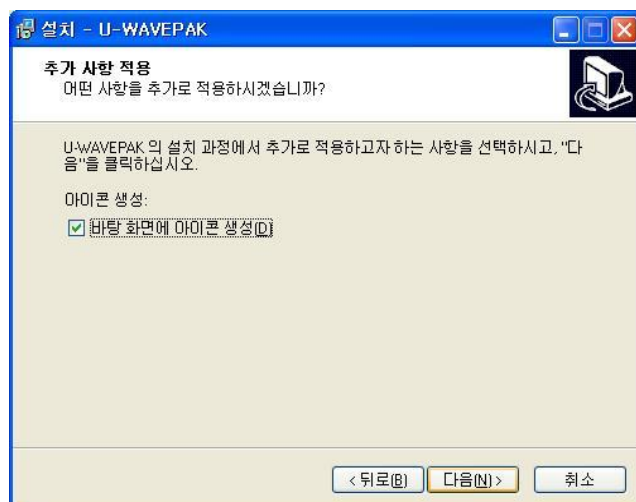 설치 - U-WAVEPAK
추가 사항 적용
어떤 사항을 추가로 적용하시겠습니까?
U-WAVEPAK 의 설치 과정에서 추가로 적용하고자 하는 사항을 선택하시고, "다
음"을 클릭하십시오.
아이콘 생성:
바탕 화면에 아이콘 생성(D)
< 뒤로(B) 다음(N) > 취소